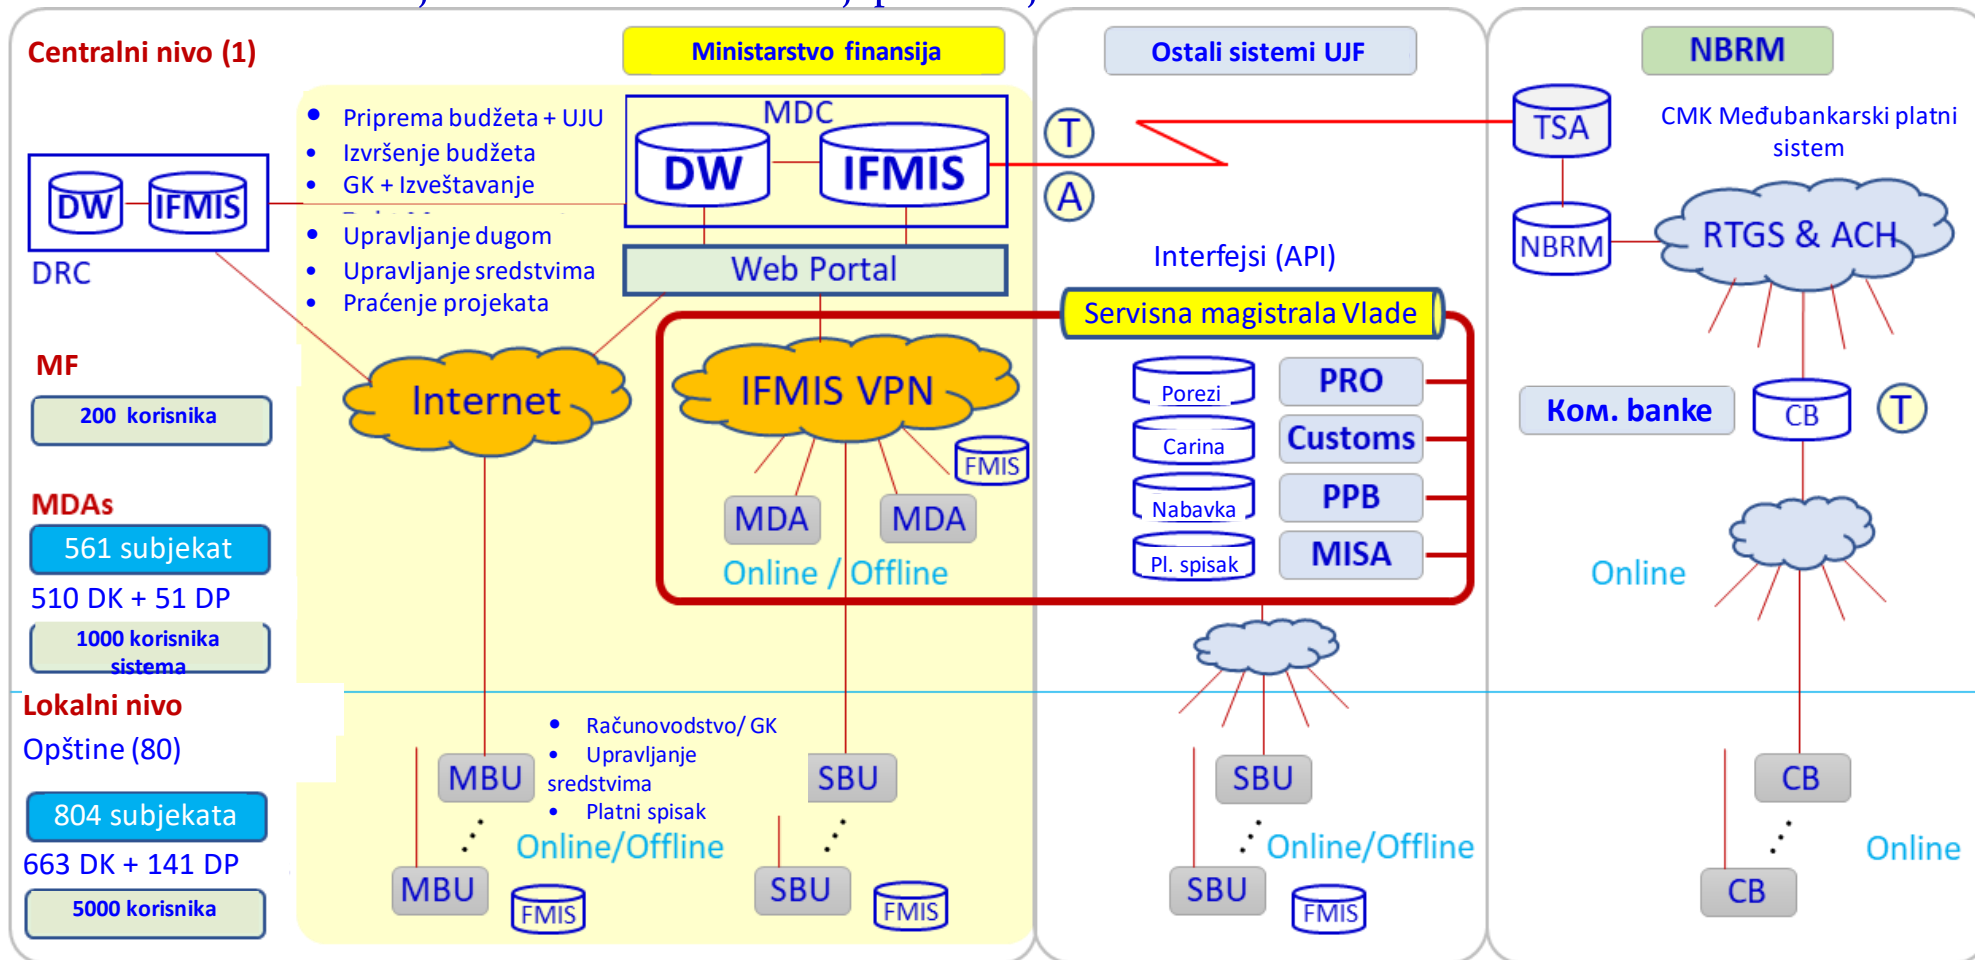 Centralni nivo (1)
Ministarstvo finansija
Ostali sistemi UJF
NBRM
• Priprema budžeta + UJU
• Izvršenje budžeta
• GK + Izveštavanje
• Upravljanje dugom
• Upravljanje sredstvima
• Praćenje projekata
MDC
DW
IFMIS
DW
IFMIS
DRC
Web Portal
T
A
TSA
NBRM
CMK Međubankarski platni
sistem
RTGS & ACH
Interfejsi (API)
Servisna magistrala Vlade
MF
200 korisnika
Internet
IFMIS VPN
FMIS
MDA
MDA
Online / Offline
Porezi
PRO
Carina
Customs
Nabavka
PPB
Pl. spisak
MISA
Ком. banke
CB
T
Online
MDAs
561 subjekat
510 DK + 51 DP
1000 korisnika
sistema
Lokalni nivo
Opštine (80)
804 subjekata
663 DK + 141 DP
5000 korisnika
• Računovodstvo/ GK
• Upravljanje
sredstvima
• Platni spisak
MBU
SBU
Online/Offline
MBU
FMIS
SBU
FMIS
SBU
Online/Offline
SBU
FMIS
CB
Online
CB